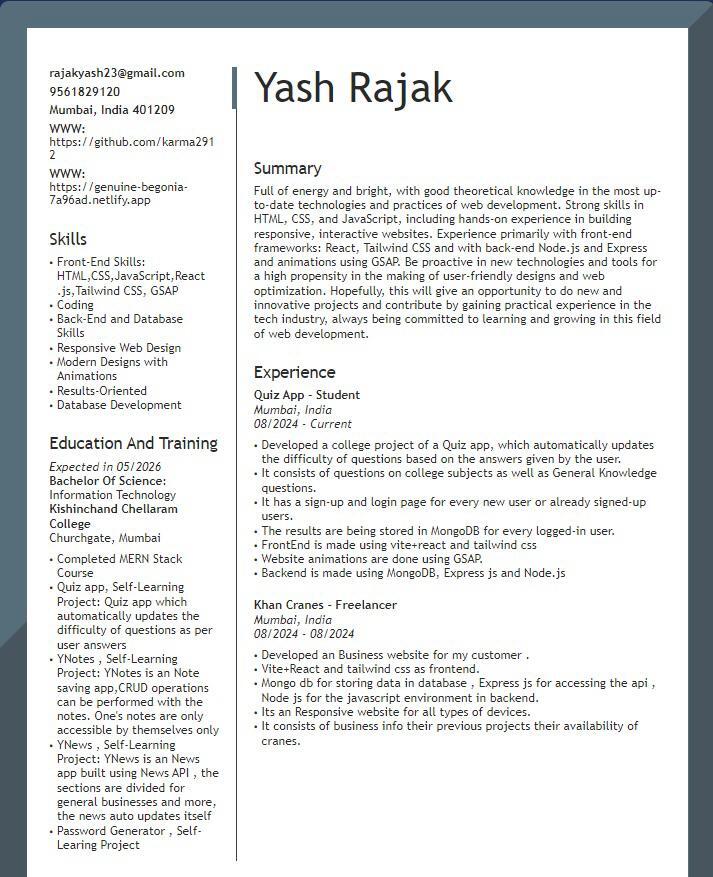 rajakyash23@gmail.com
9561829120
Mumbai, India 401209
WWW:
https://github.com/karma291
2
WWW:
https://genuine-begonia-
7a96ad.netlify.app
Skills
• Front-End Skills:
HTML,CSS,JavaScript,React
.js,Tailwind CSS, GSAP
• Coding
• Back-End and Database
Skills
• Responsive Web Design
• Modern Designs with
Animations
• Results-Oriented
• Database Development
Education And Training
Expected in 05/2026
Bachelor Of Science:
Information Technology
Kishinchand Chellaram
College
Churchgate, Mumbai
• Completed MERN Stack
Course
• Quiz app, Self-Learning
Project: Quiz app which
automatically updates the
difficulty of questions as per
user answers
• YNotes , Self-Learning
Project: YNotes is an Note
saving app,CRUD operations
can be performed with the
notes. One's notes are only
accessible by themselves only
• YNews , Self-Learning
Project: YNews is an News
app built using News API , the
sections are divided for
general businesses and more,
the news auto updates itself
• Password Generator , Self-
Learing Project
Yash Rajak
Summary
Full of energy and bright, with good theoretical knowledge in the most up-
to-date technologies and practices of web development. Strong skills in
HTML, CSS, and JavaScript, including hands-on experience in building
responsive, interactive websites. Experience primarily with front-end
frameworks: React, Tailwind CSS and with back-end Node.js and Express
and animations using GSAP. Be proactive in new technologies and tools for
a high propensity in the making of user-friendly designs and web
optimization. Hopefully, this will give an opportunity to do new and
innovative projects and contribute by gaining practical experience in the
tech industry, always being committed to learning and growing in this field
of web development.
Experience
Quiz App - Student
Mumbai, India
08/2024 - Current
• Developed a college project of a Quiz app, which automatically updates
the difficulty of questions based on the answers given by the user.
• It consists of questions on college subjects as well as General Knowledge
questions.
• It has a sign-up and login page for every new user or already signed-up
users.
• The results are being stored in MongoDB for every logged-in user.
• FrontEnd is made using vite+react and tailwind css
• Website animations are done using GSAP.
• Backend is made using MongoDB, Express js and Node.js
Khan Cranes - Freelancer
Mumbai, India
08/2024 - 08/2024
• Developed an Business website for my customer .
• Vite+React and tailwind css as frontend.
• Mongo db for storing data in database , Express js for accessing the api ,
Node js for the javascript environment in backend.
• Its an Responsive website for all types of devices.
• It consists of business info their previous projects their availability of
cranes.